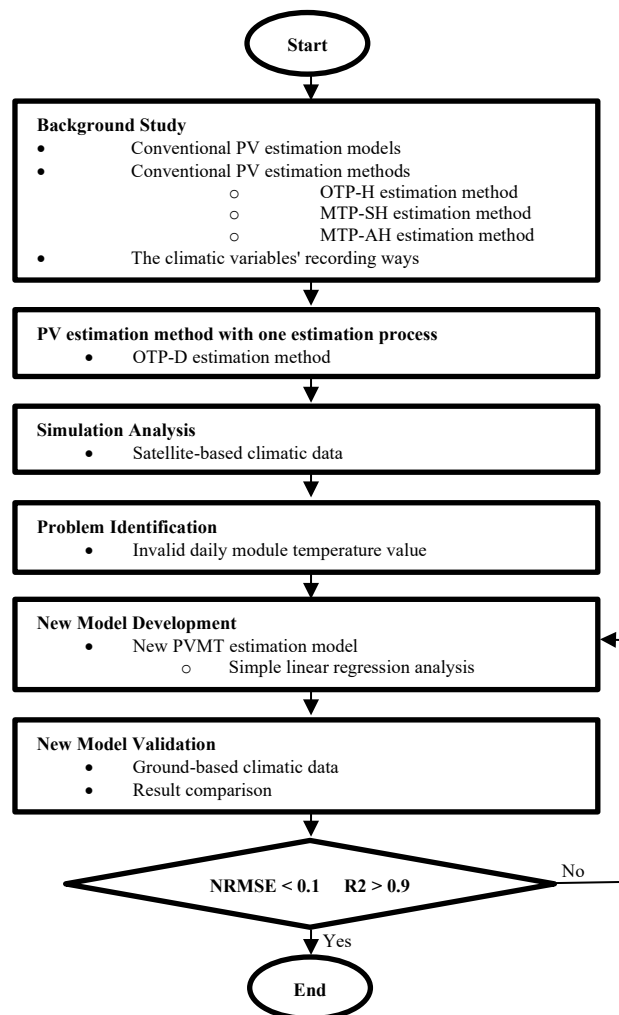 Start
Background Study
• Conventional PV estimation models
• Conventional PV estimation methods
o OTP-H estimation method
o MTP-SH estimation method
o MTP-AH estimation method
• The climatic variables' recording ways
PV estimation method with one estimation process
• OTP-D estimation method
Simulation Analysis
• Satellite-based climatic data
Problem Identification
• Invalid daily module temperature value
New Model Development
• New PVMT estimation model
o Simple linear regression analysis
New Model Validation
• Ground-based climatic data
• Result comparison
NRMSE < 0.1 R2 > 0.9
No
Yes
End